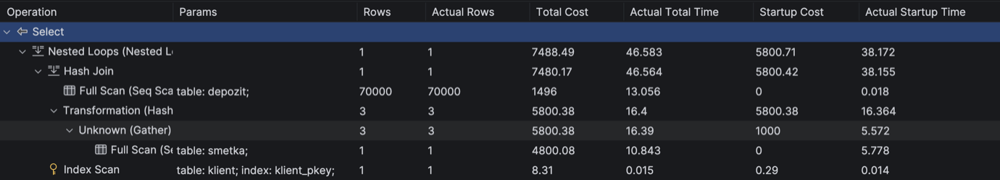 Operation Params Rows Actual Rows Total Cost Actual Total Time Startup Cost Actual Startup Time
Select
Nested Loops (Nested L 1 1 7488.49 46.583 5800.71 38.172
Hash Join 1 1 7480.17 46.564 5800.42 38.155
Full Scan (Seq Sca table: depozit; 70000 70000 1496 13.056 0 0.018
Transformation (Hash 3 3 5800.38 16.4 5800.38 16.364
Unknown (Gather) 3 3 5800.38 16.39 1000 5.572
Full Scan (Se table: smetka; 1 1 4800.08 10.843 0 5.778
Index Scan table: klient; index: klient_pkey; 1 1 8.31 0.015 0.29 0.014